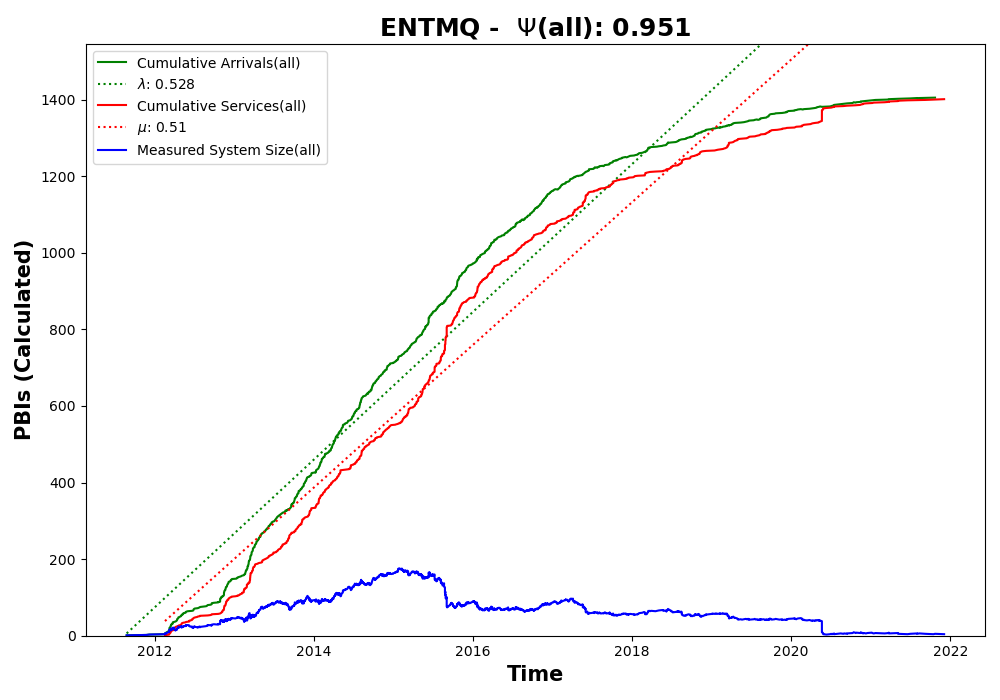 ENTMQ - Ψ(all): 0.951
Cumulative Arrivals(all)
λ: 0.528
Cumulative Services(all)
μ: 0.51
Measured System Size(all)
PBIs (Calculated)
1400
1200
1000
800
600
400
200
0
2012 2014 2016 2018 2020 2022
Time